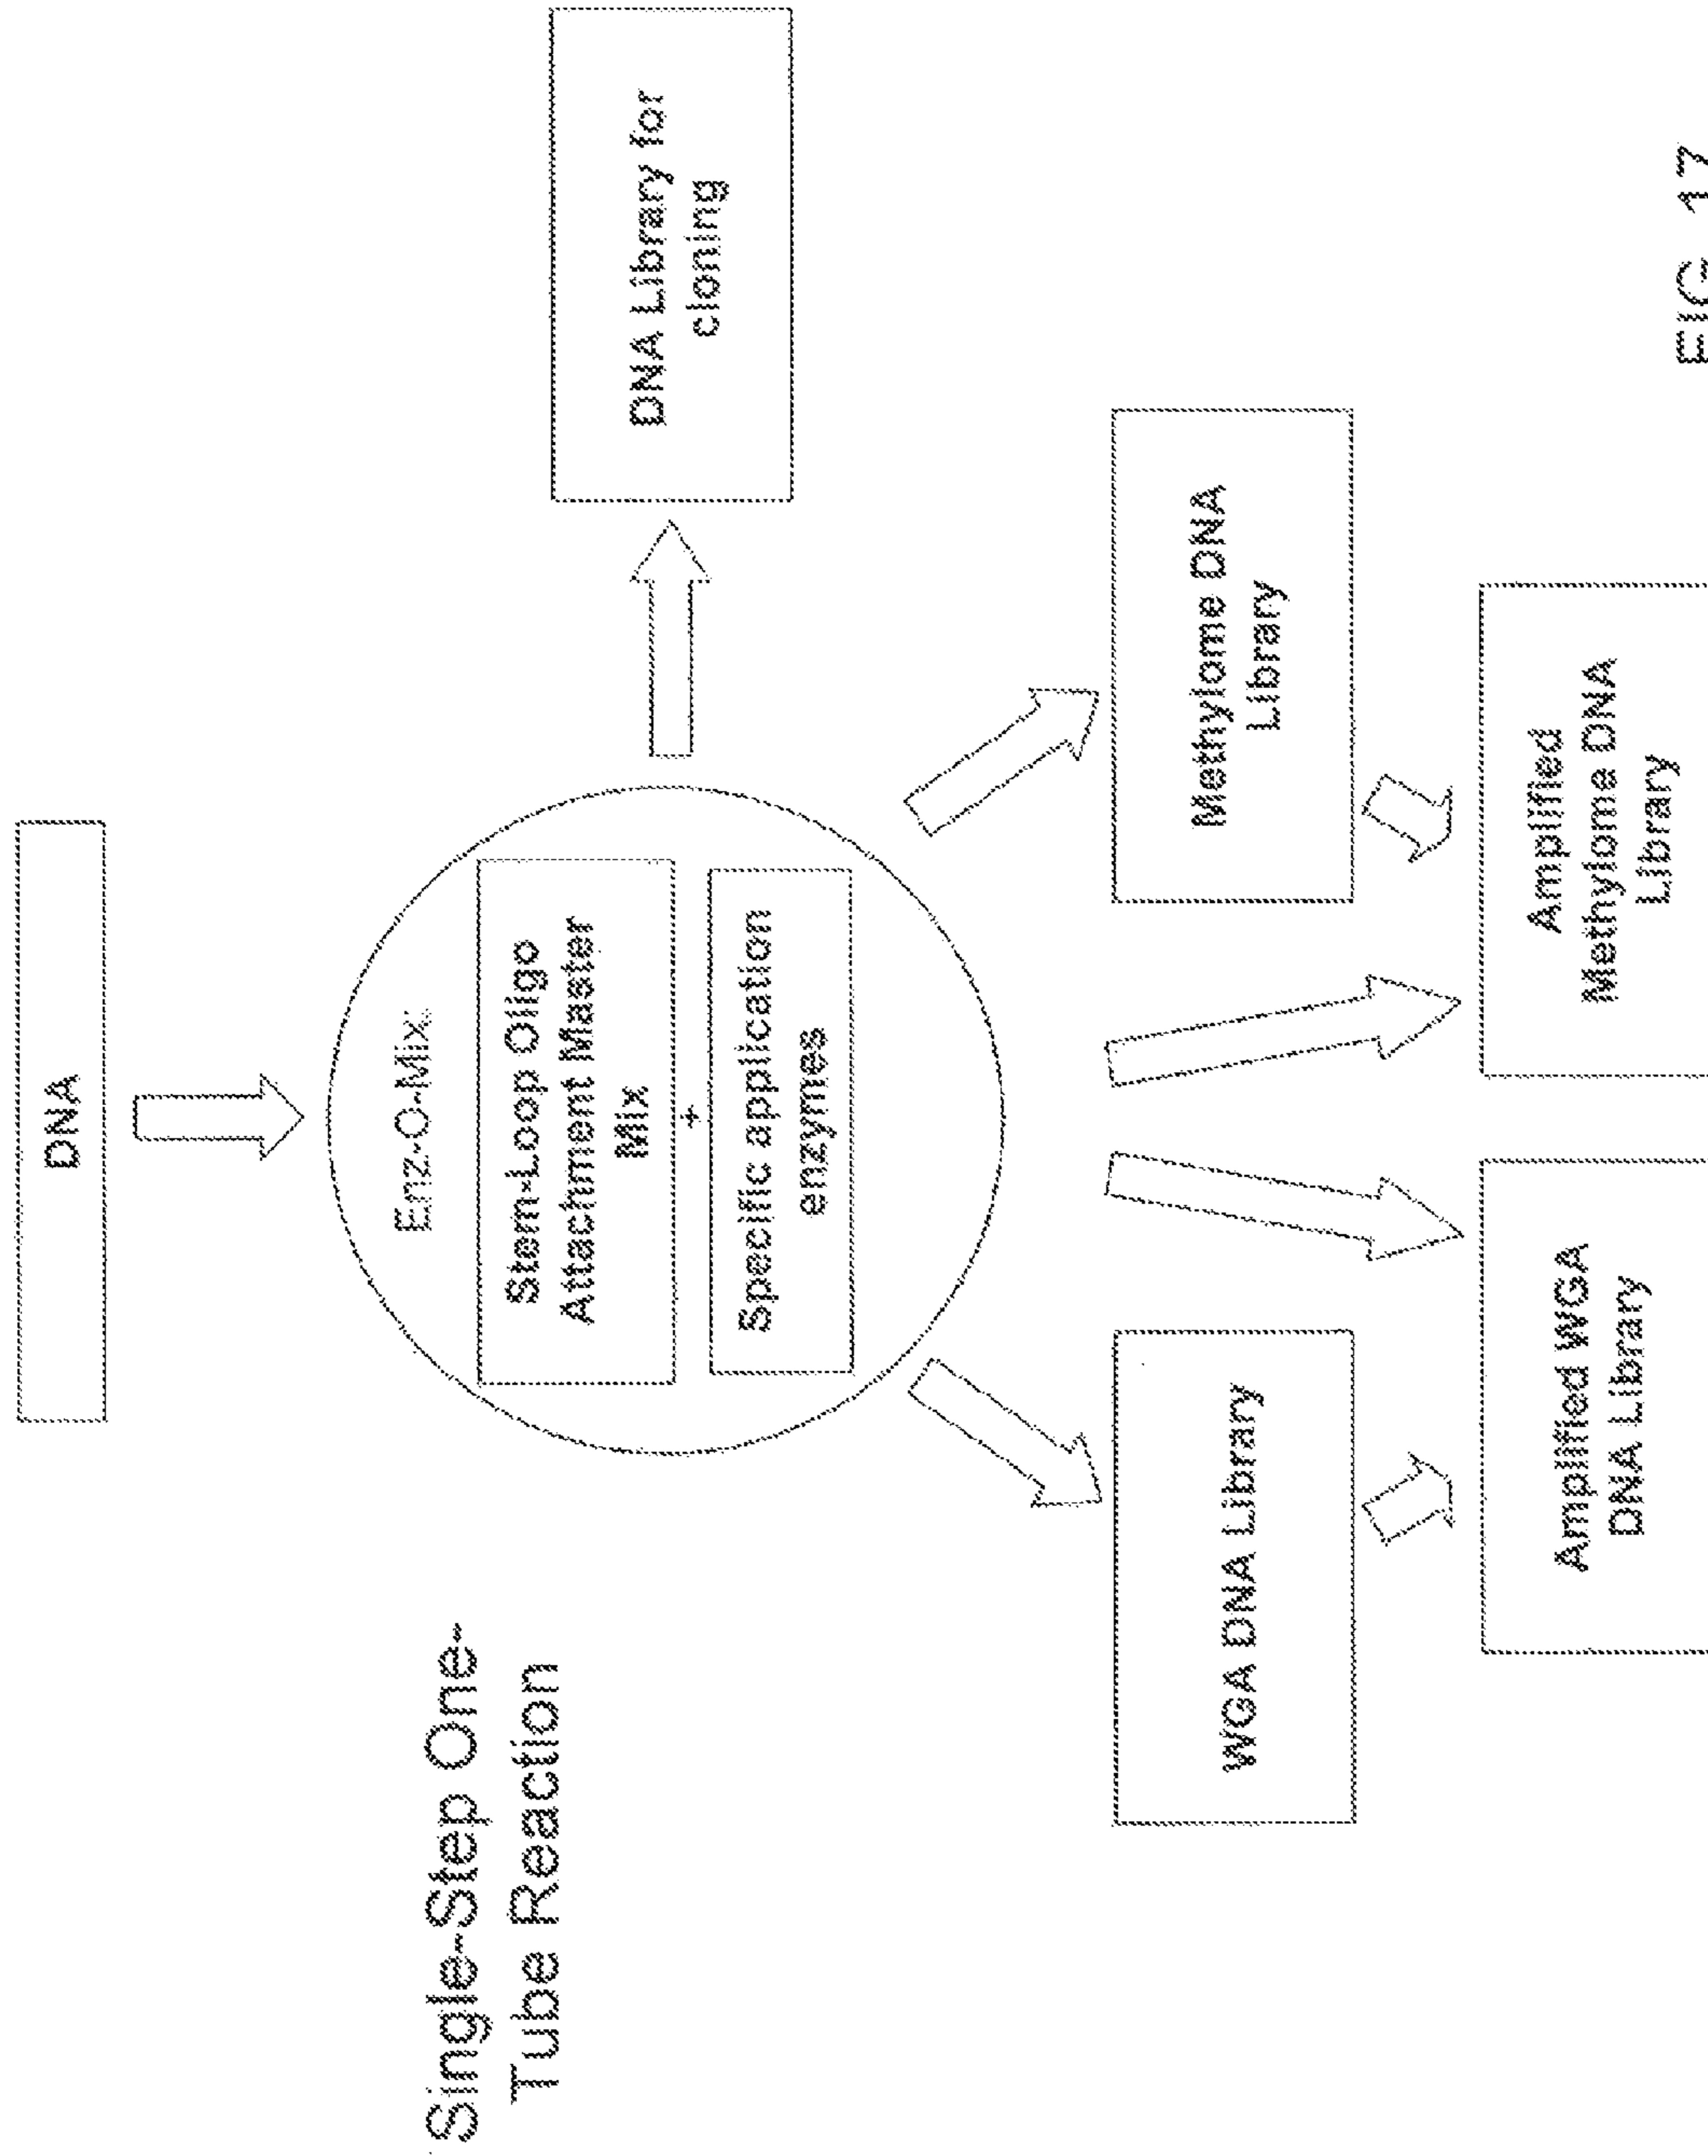 Single-Step One-
Tube Reaction
DNA
Enz-O-Mix:
Stem-Loop Oligo
Attachment Master
Mix
+
Specific application
enzymes
DNA Library for
cloning
WGA DNA Library
Methylome DNA
Library
Amplified WGA
DNA Library
Amplified
Methylome DNA
Library
FIG. 17